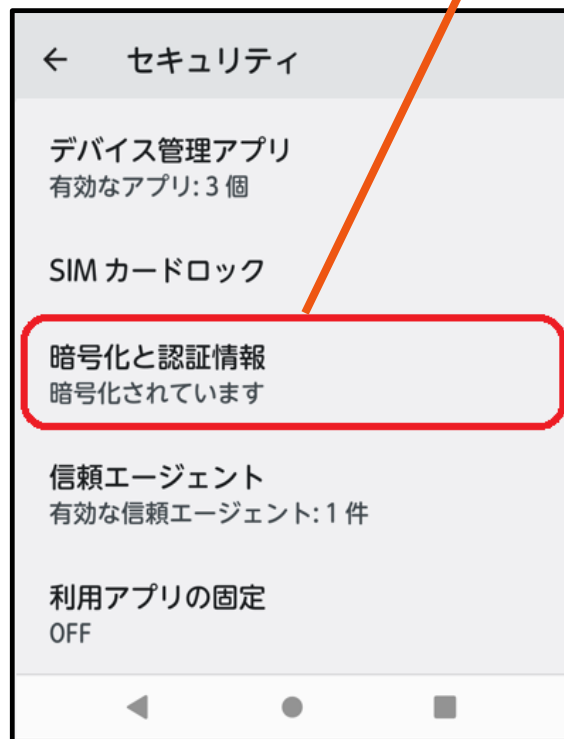 セキュリティ
デバイス管理アプリ
有効なアプリ: 3 個
SIM カードロック
暗号化と認証情報
暗号化されています
信頼エージェント
有効な信頼エージェント: 1 件
利用アプリの固定
OFF